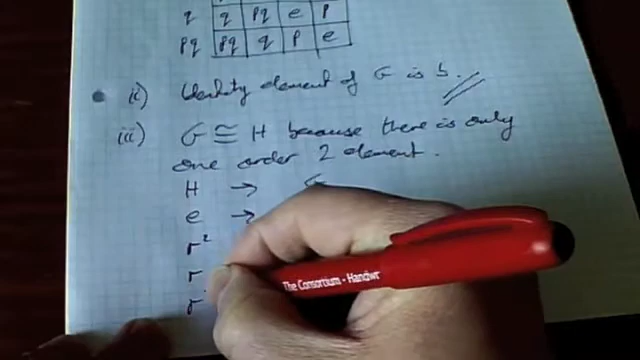 q q pq e p
pq pq q p e
ii) Identity element of G is b.
iii) G ≅ H because there is only
one order 2 element.
H → G
e →
r²
r
r
The Consortium - Handwr